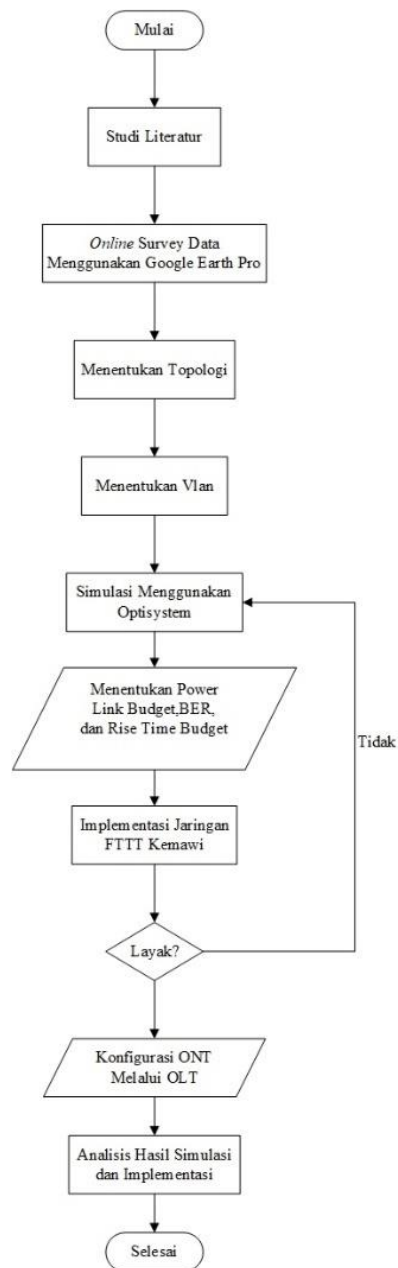 Mulai
Studi Literatur
Online Survey Data
Menggunakan Google Earth Pro
Menentukan Topologi
Menentukan Vlan
Simulasi Menggunakan
Optisystem
Menentukan Power
Link Budget,BER,
dan Rise Time Budget
Tidak
Implementasi Jaringan
FTTT Kemawi
Layak?
Konfigurasi ONT
Melalui OLT
Analisis Hasil Simulasi
dan Implementasi
Selesai